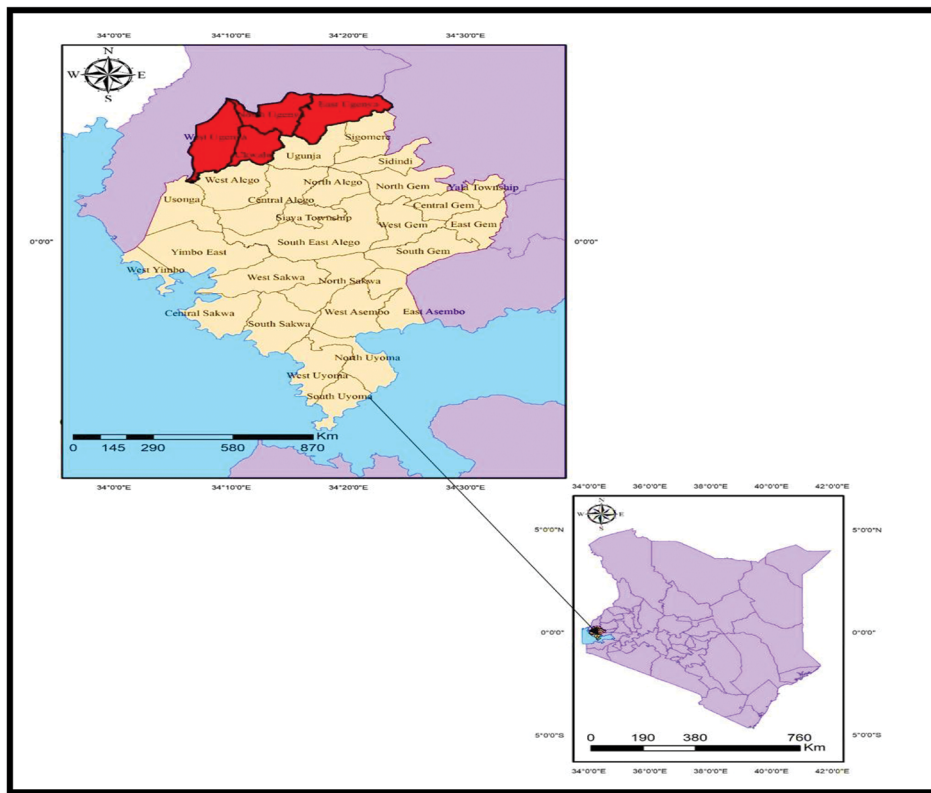 34°0'0"E 34°10'0"E 34°20'0"E 34°30'0"E
N
W E
S
East Ugenya
North Ugenya
West Ugenya
Ukwala
Sigomere
Ugunja
Sidindi
West Alego
North Alego
North Gem
Yala Township
Usonga
Central Alego
Central Gem
Siaya Township
West Gem
East Gem
0°0'0"
0°0'0"
South East Alego
Yimbo East
South Gem
West Yimbo
West Sakwa
North Sakwa
Central Sakwa
West Asembo
East Asembo
South Sakwa
North Uyoma
West Uyoma
South Uyoma
Km
0 145 290 580 870
34°0'0"E 34°10'0"E 34°20'0"E 34°30'0"E
34°0'0"E 36°0'0"E 38°0'0"E 40°0'0"E 42°0'0"E
N
W E
S
5°0'0"N
5°0'0"N
0°0'0"
0°0'0"
5°0'0"S
5°0'0"S
0 190 380 760
Km
34°0'0"E 36°0'0"E 38°0'0"E 40°0'0"E 42°0'0"E